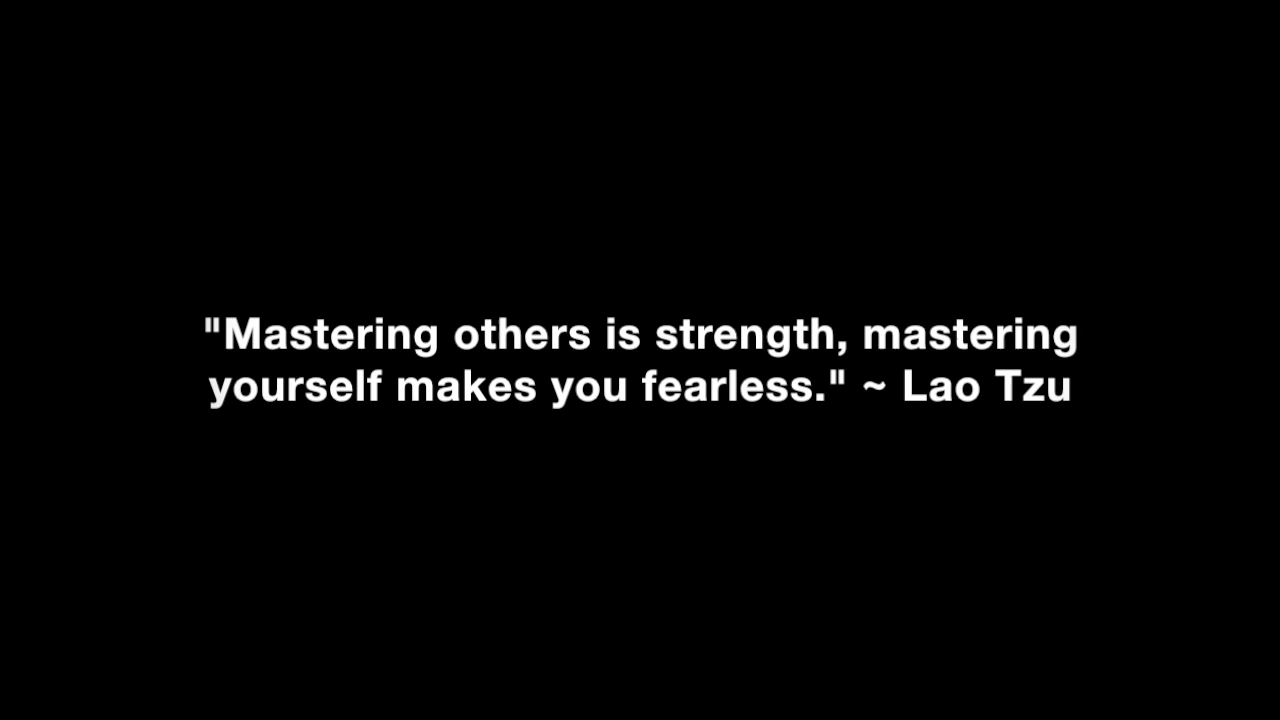 "Mastering others is strength, mastering
yourself makes you fearless." ~ Lao Tzu